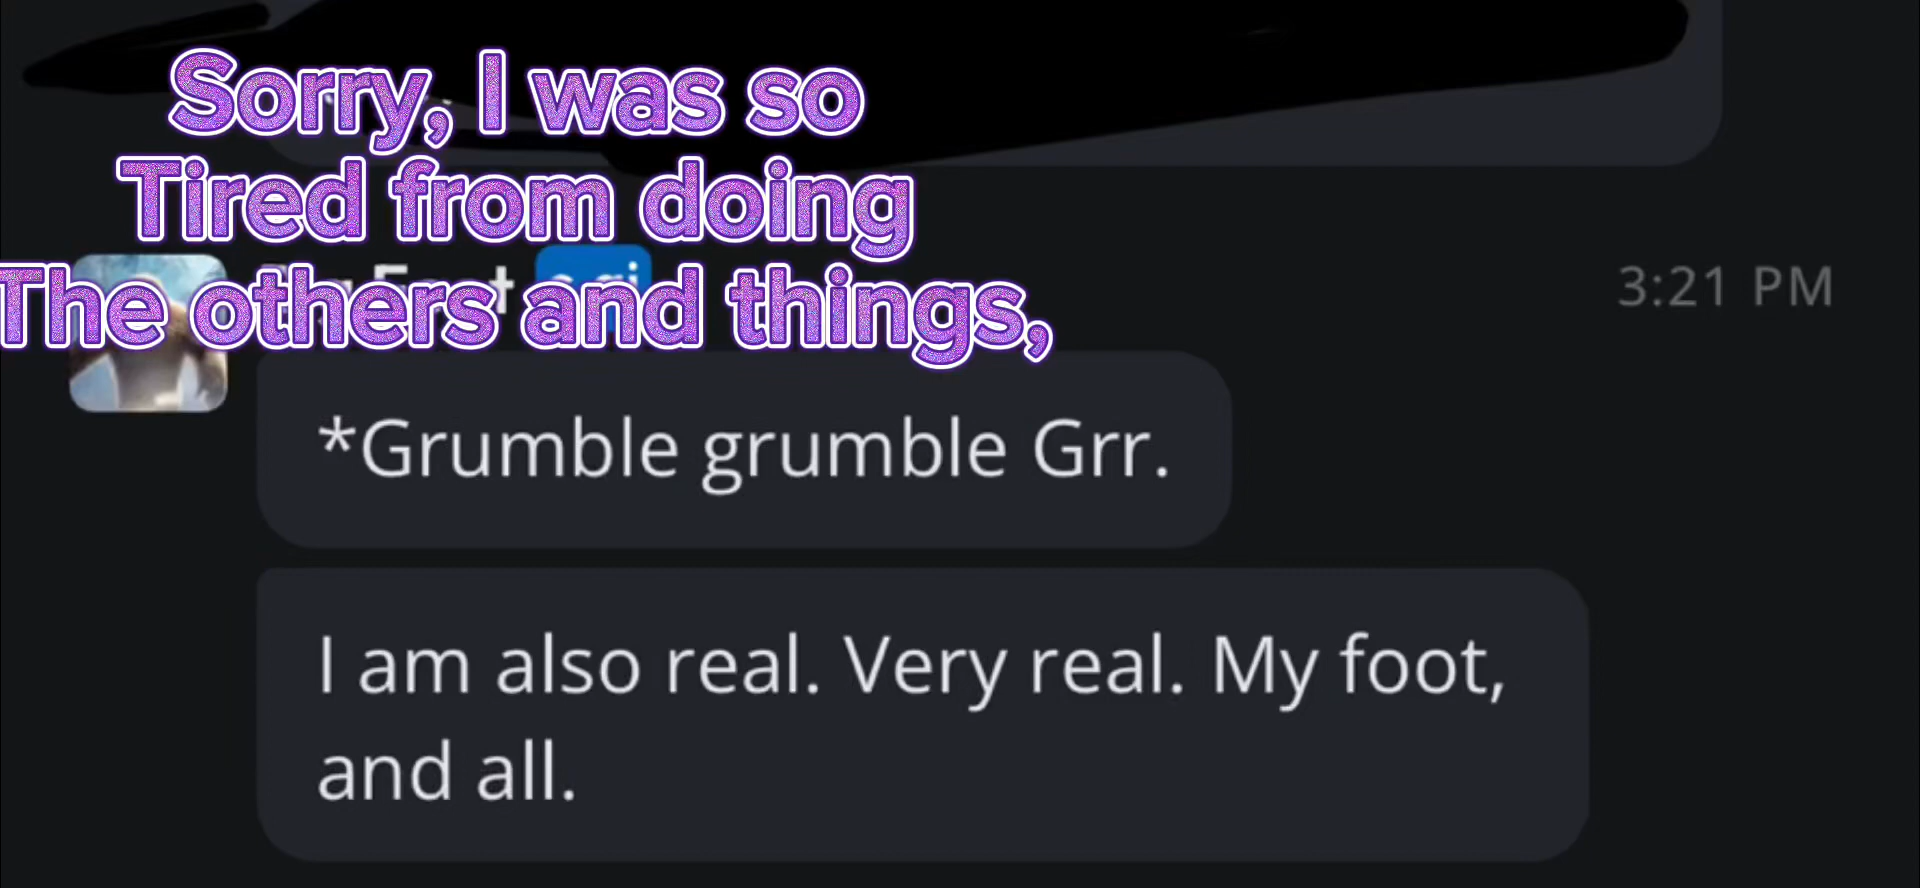 Sorry, I was so
Tired from doing
The others and things,
3:21 PM
*Grumble grumble Grr.
I am also real. Very real. My foot,
and all.